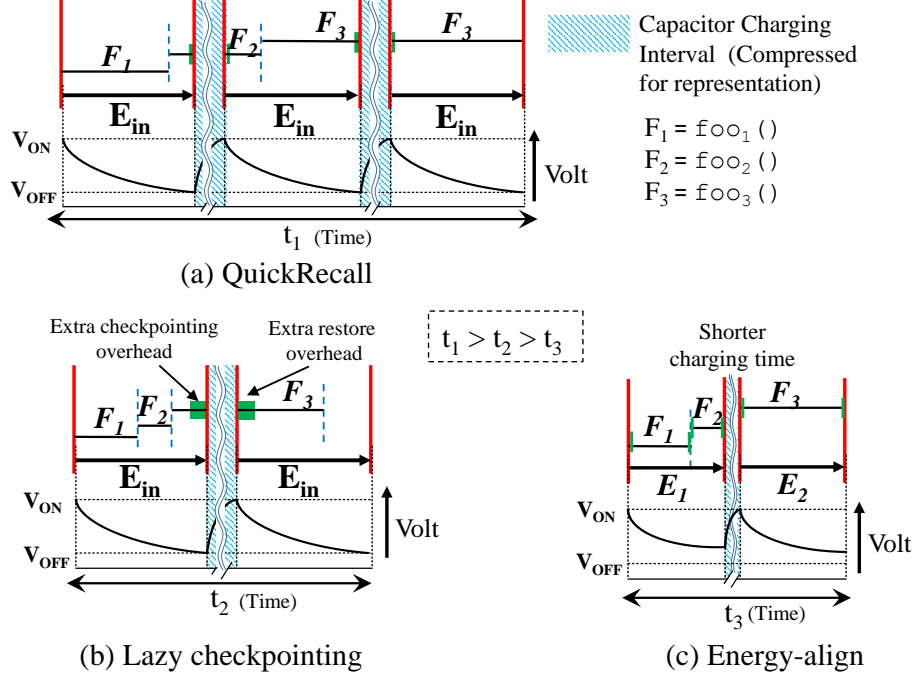 F1 F2 F3 F3
Ein Ein Ein
VON
VOFF
Volt
t1 (Time)
(a) QuickRecall
Capacitor Charging
Interval (Compressed
for representation)
F1 = foo1()
F2 = foo2()
F3 = foo3()
Extra checkpointing
overhead
Extra restore
overhead
t1 > t2 > t3
F1 F2 F3
Ein Ein
VON
VOFF
Volt
t2 (Time)
(b) Lazy checkpointing
Shorter
charging time
F1 F2 F3
E1 E2
VON
VOFF
Volt
t3 (Time)
(c) Energy-align